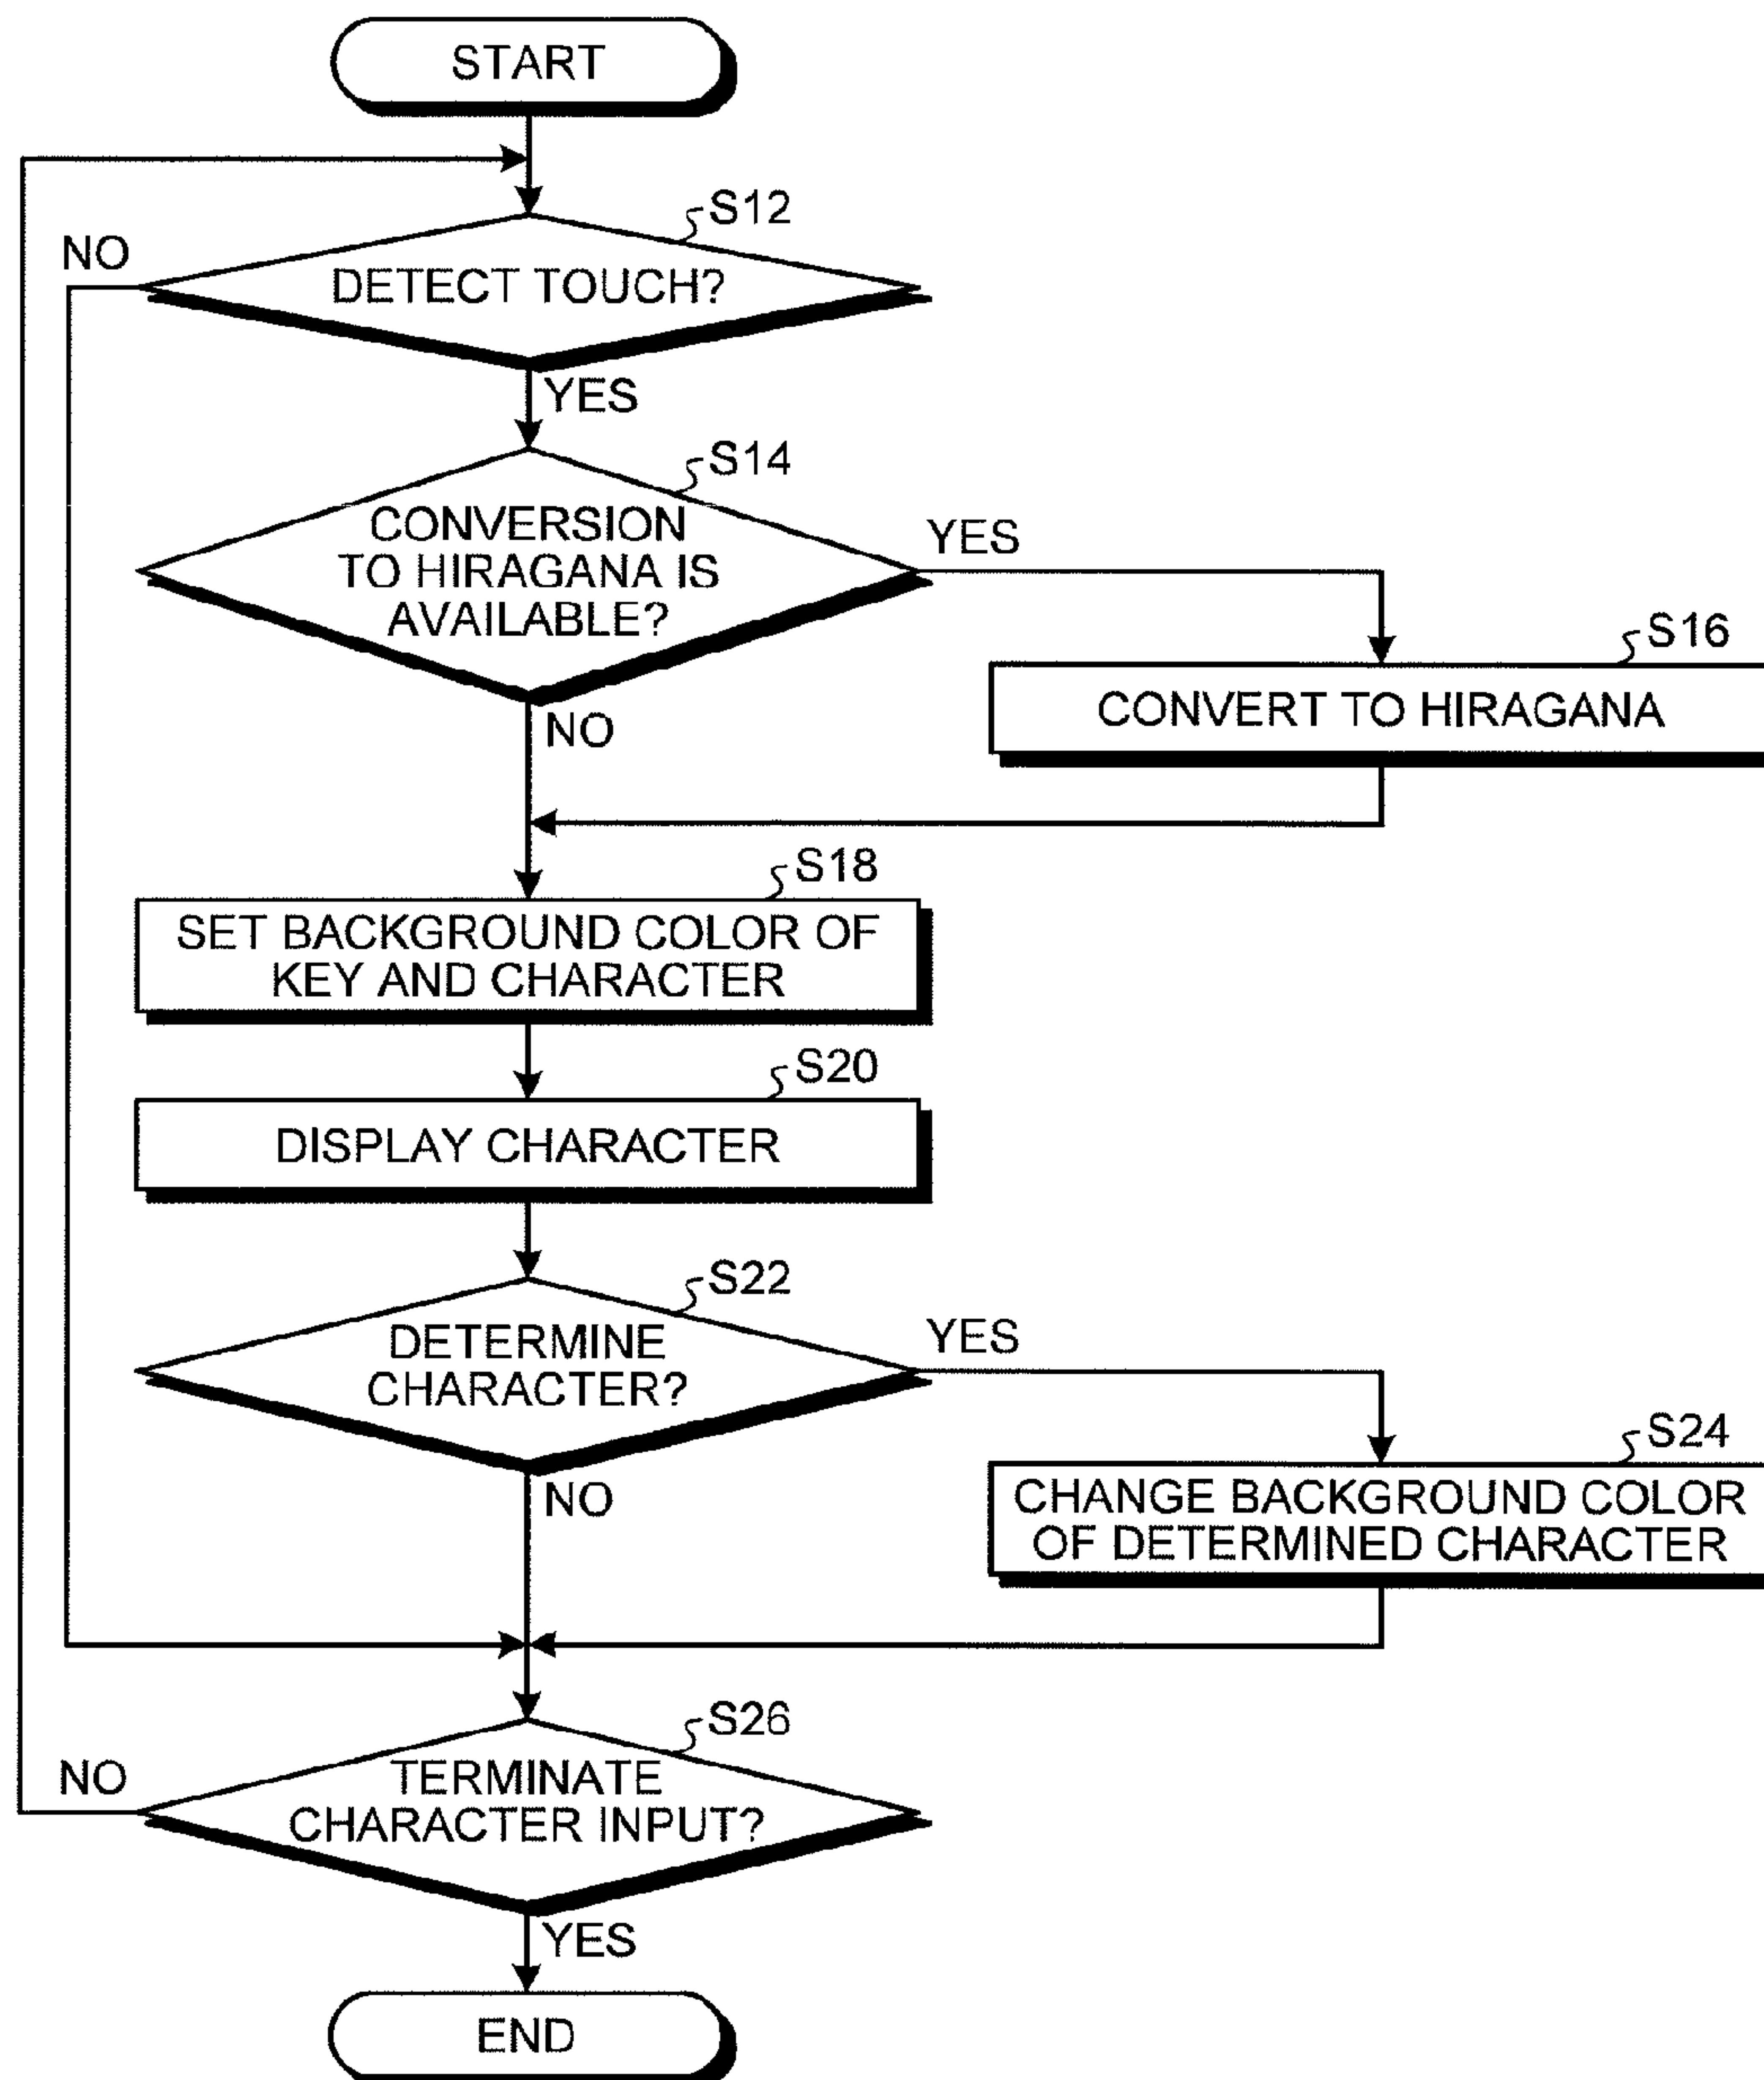 START
S12
NO
DETECT TOUCH?
YES
S14
CONVERSION
TO HIRAGANA IS
AVAILABLE?
YES
S16
CONVERT TO HIRAGANA
NO
S18
SET BACKGROUND COLOR OF
KEY AND CHARACTER
S20
DISPLAY CHARACTER
S22
DETERMINE
CHARACTER?
YES
S24
CHANGE BACKGROUND COLOR
OF DETERMINED CHARACTER
NO
S26
NO
TERMINATE
CHARACTER INPUT?
YES
END